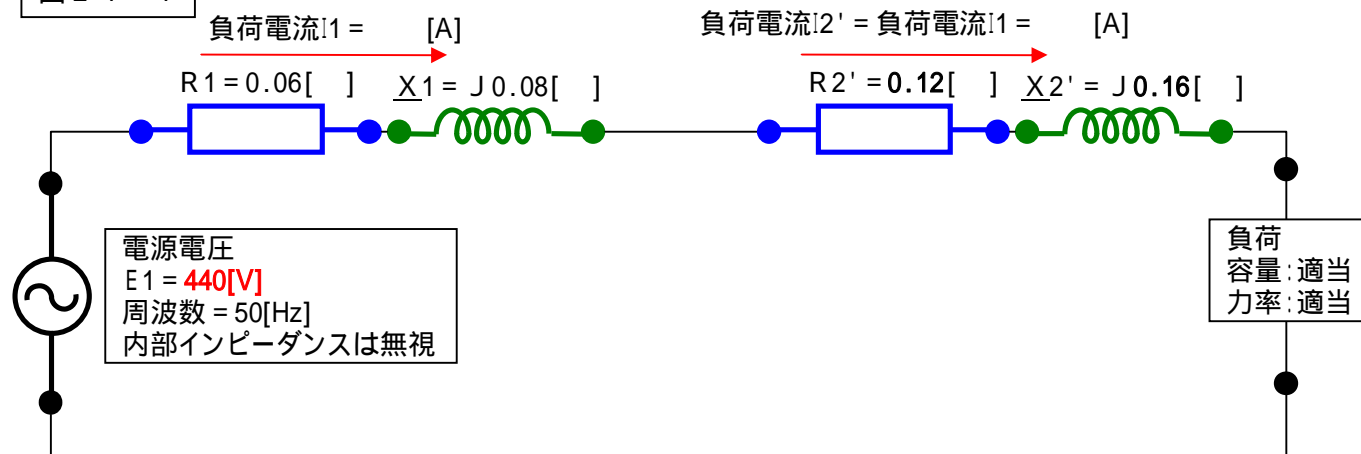 負荷電流I1 = [A]
負荷電流I2' = 負荷電流I1 = [A]
R1 = 0.06[ ]
X1 = J0.08[ ]
R2' = 0.12[ ]
X2' = J0.16[ ]
電源電圧
E1 = 440[V]
周波数 = 50[Hz]
内部インピーダンスは無視
負荷
容量:適当
力率:適当